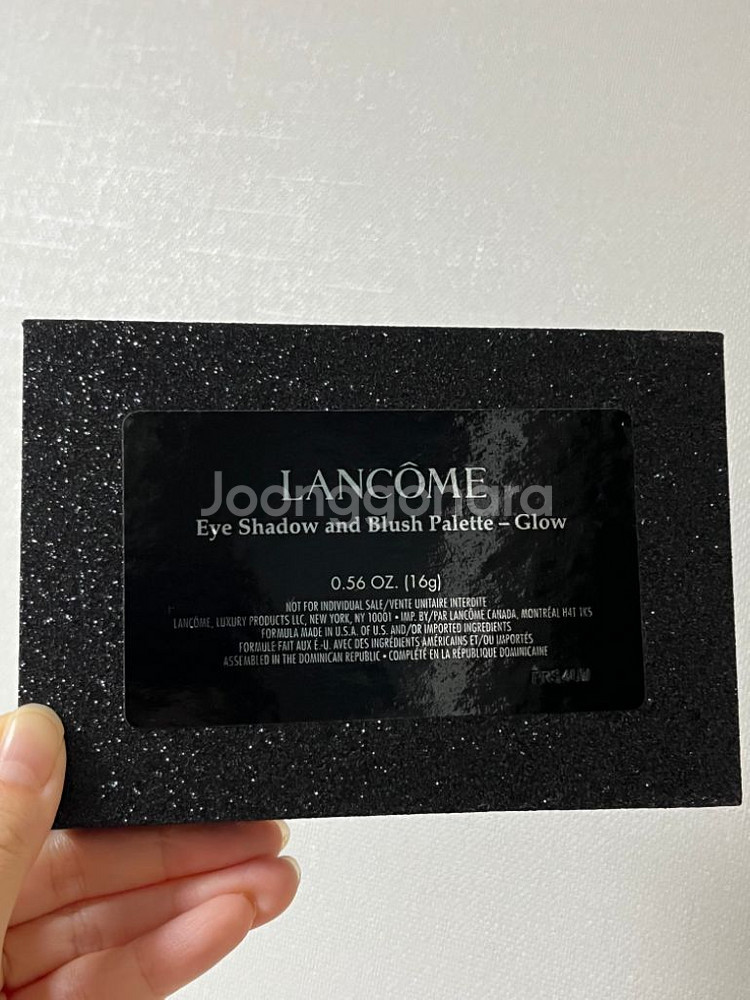 LANCÔME
Joonggonara
Eye Shadow and Blush Palette – Glow
0.56 OZ. (16g)
NOT FOR INDIVIDUAL SALE/VENTE UNITAIRE INTERDITE
LANCÔME, LUXURY PRODUCTS LLC, NEW YORK, NY 10001 • IMP. BY/PAR LANCÔME CANADA, MONTRÉAL H4T 1K5
FORMULA MADE IN U.S.A. OF U.S. AND/OR IMPORTED INGREDIENTS
FORMULE FAIT AUX É.-U. AVEC DES INGRÉDIENTS AMÉRICAINS ET/OU IMPORTÉS
ASSEMBLED IN THE DOMINICAN REPUBLIC • COMPLÉTÉ EN LA RÉPUBLIQUE DOMINICAINE